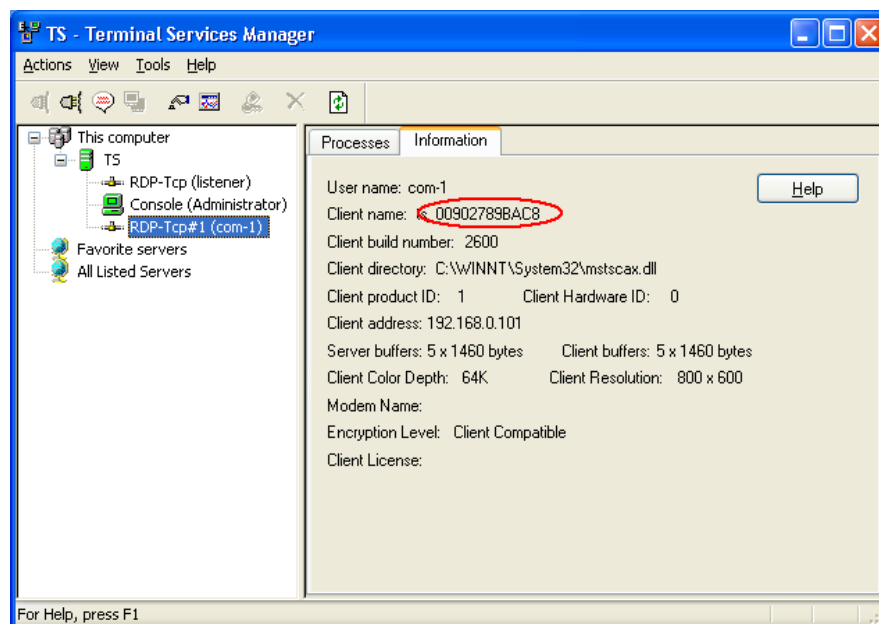 TS - Terminal Services Manager
Actions View Tools Help
This computer
TS
RDP-Tcp (listener)
Console (Administrator)
RDP-Tcp#1 (com-1)
Favorite servers
All Listed Servers
Processes Information
User name: com-1
Help
Client name: 00902789BAC8
Client build number: 2600
Client directory: C:\WINNT\System32\mstscax.dll
Client product ID: 1 Client Hardware ID: 0
Client address: 192.168.0.101
Server buffers: 5 x 1460 bytes Client buffers: 5 x 1460 bytes
Client Color Depth: 64K Client Resolution: 800 x 600
Modem Name:
Encryption Level: Client Compatible
Client License:
For Help, press F1